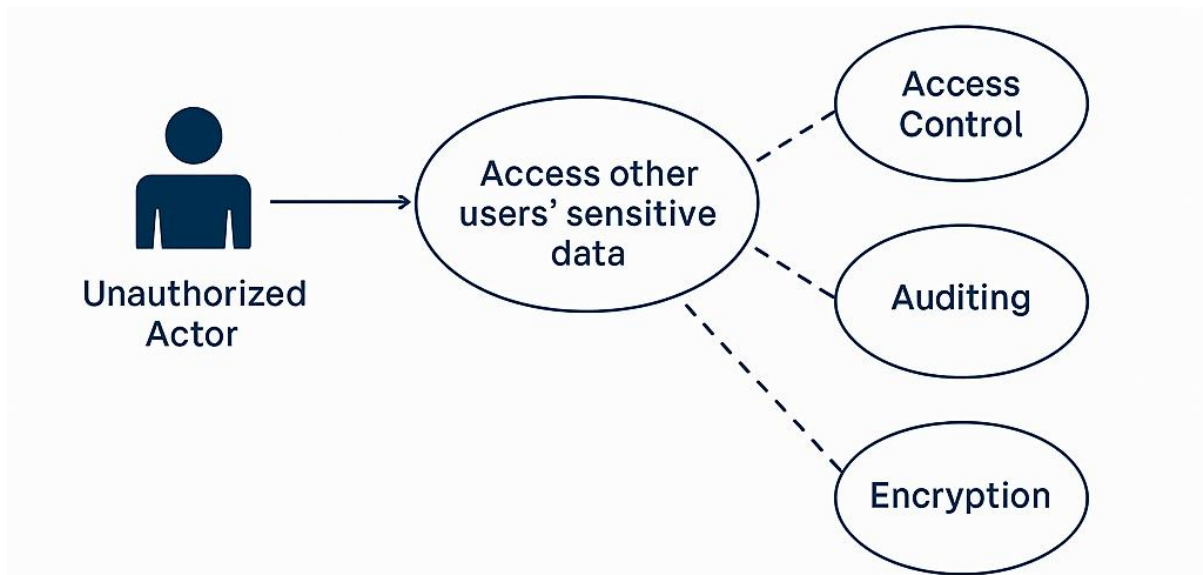 Unauthorized
Actor
Access other
users’ sensitive
data
Access
Control
Auditing
Encryption